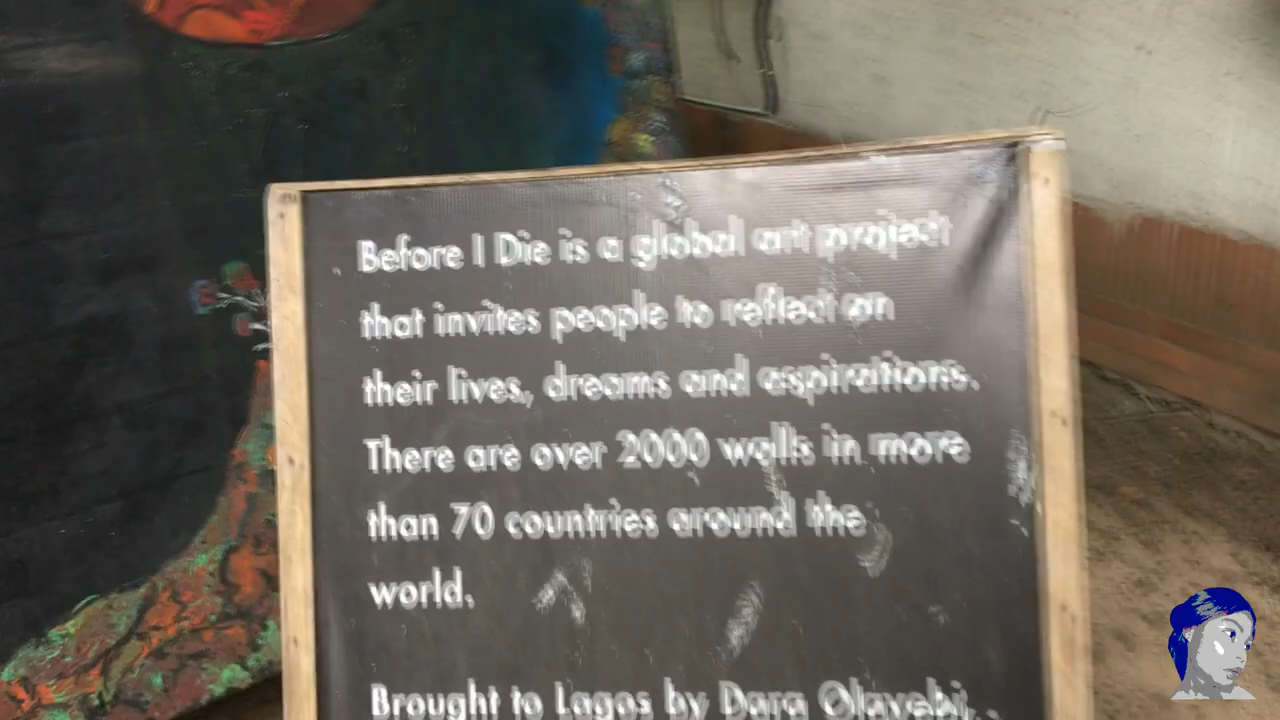 Before I Die is a global art project
that invites people to reflect on
their lives, dreams and aspirations.
There are over 2000 walls in more
than 70 countries around the
world.
Brought to Lagos by Dara Olayebi,